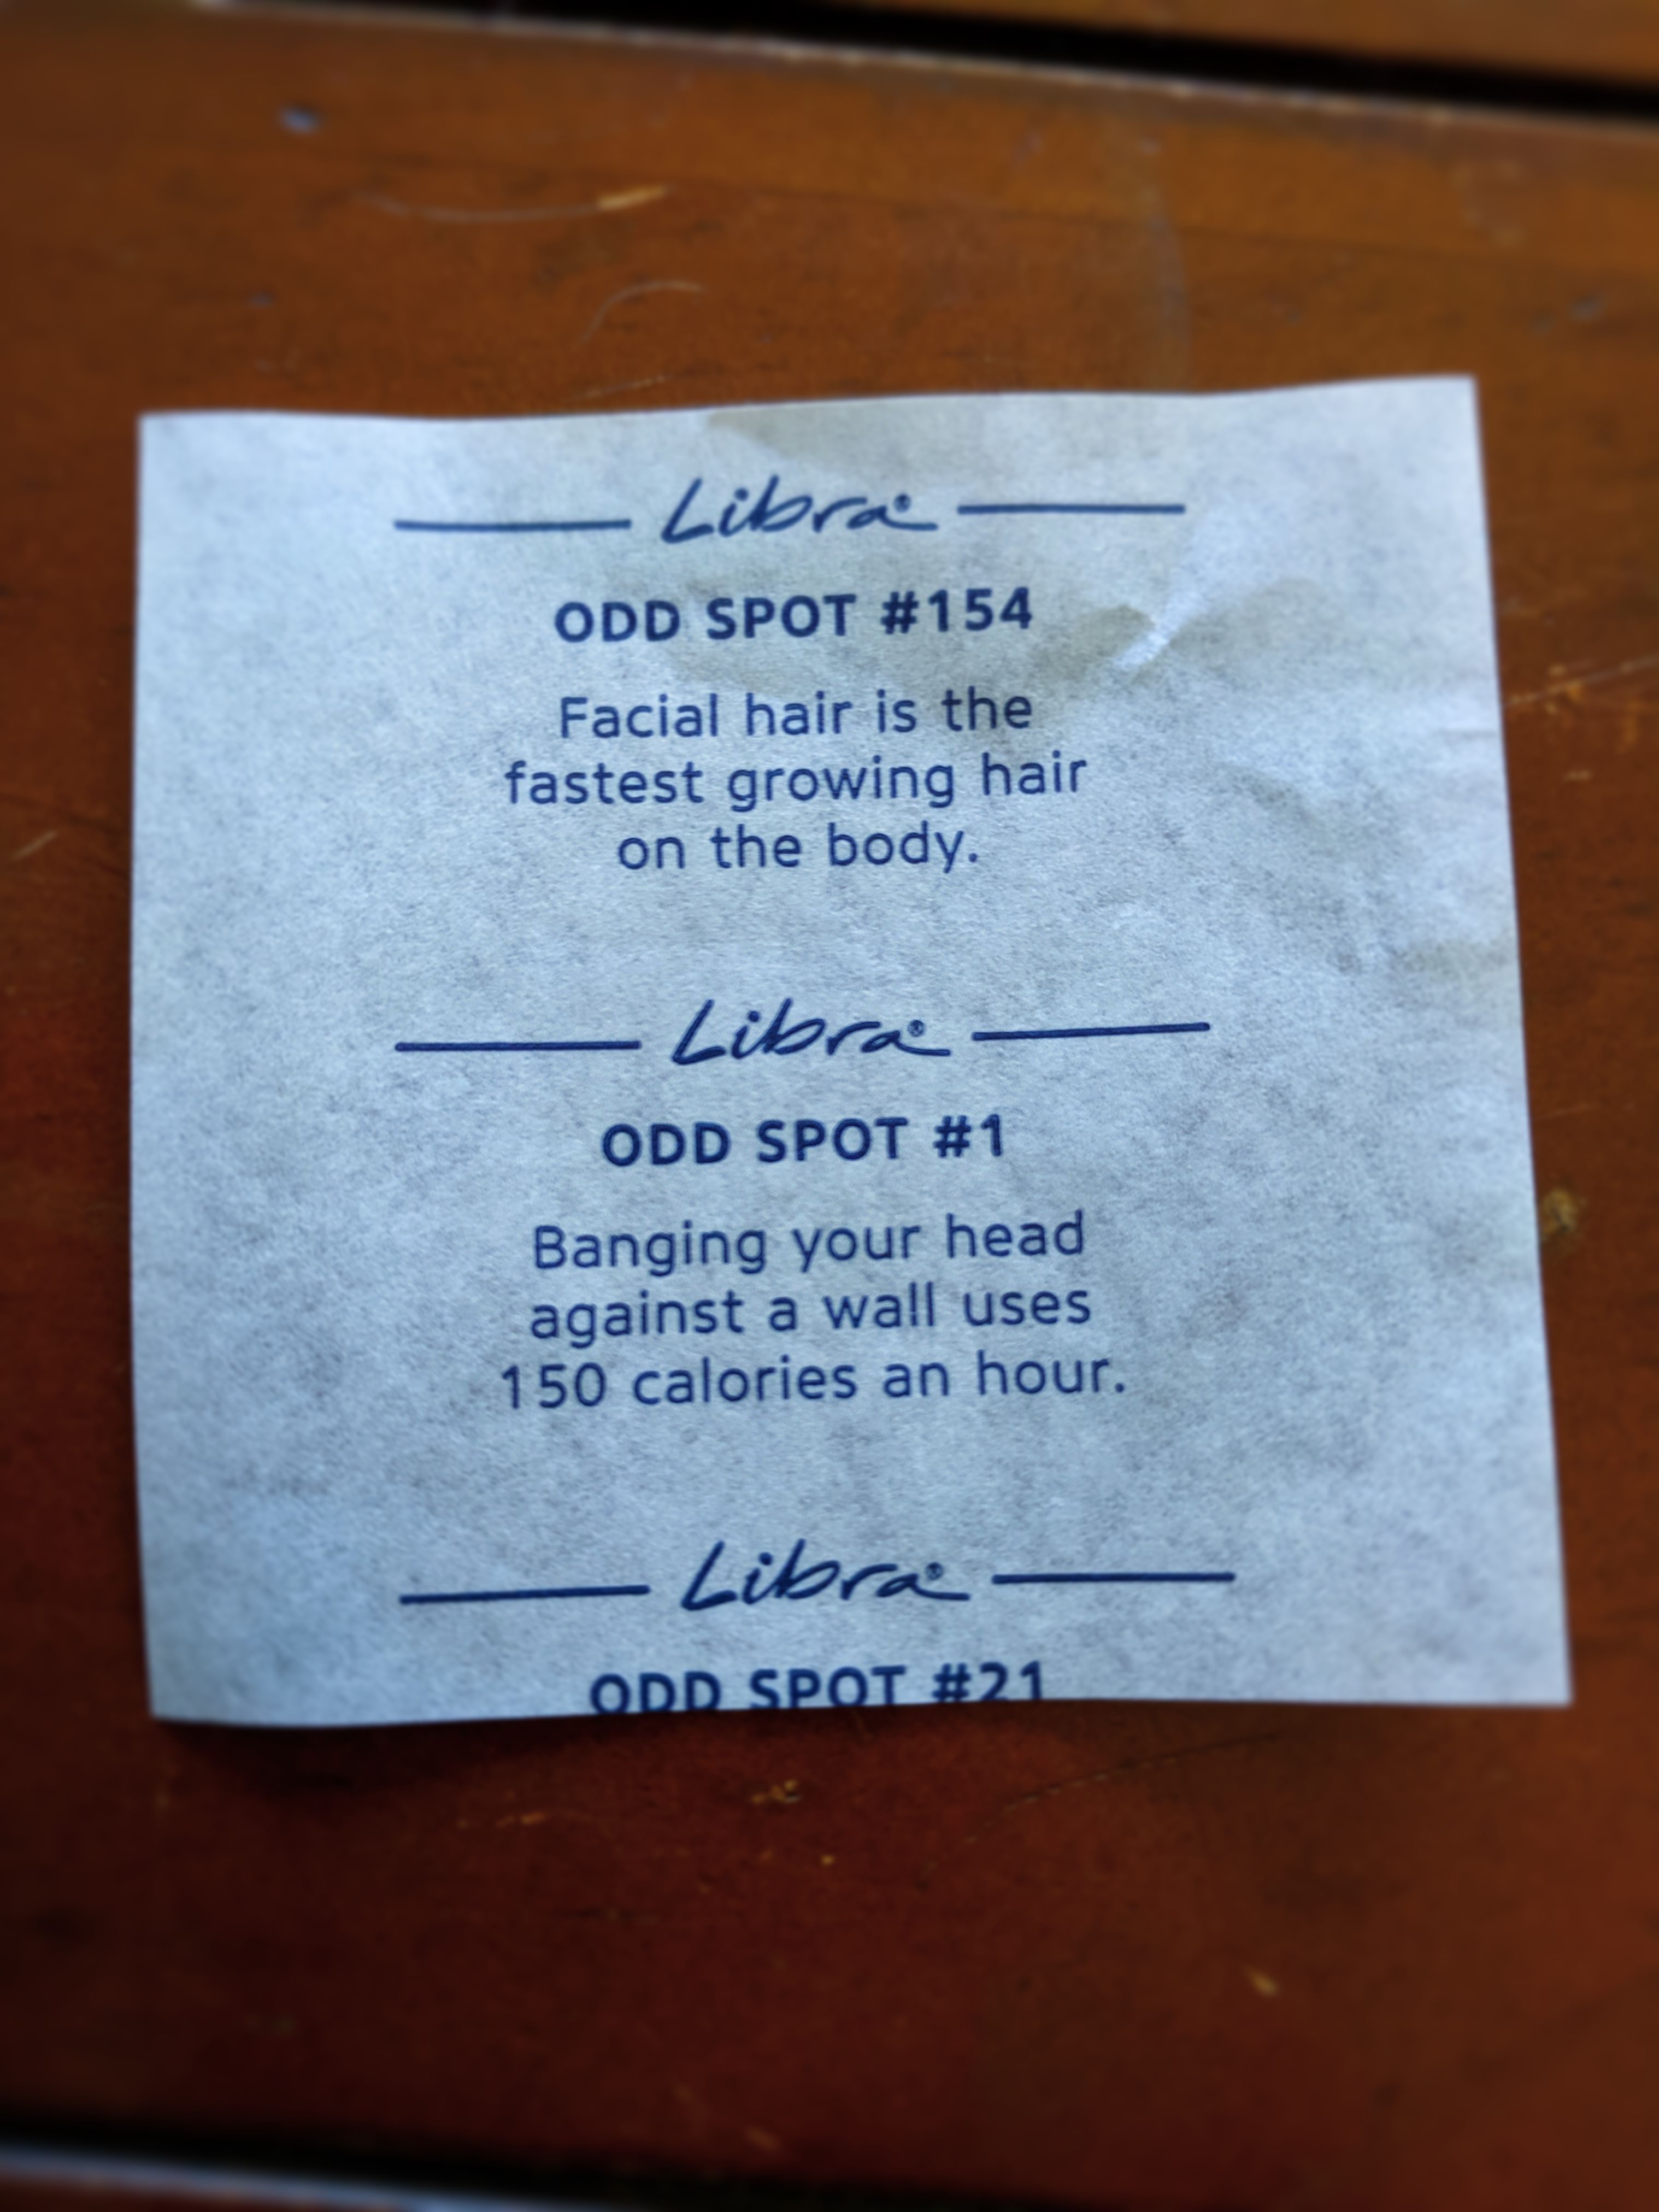 Libra®
ODD SPOT #154
Facial hair is the
fastest growing hair
on the body.
Libra®
ODD SPOT #1
Banging your head
against a wall uses
150 calories an hour.
Libra®
ODD SPOT #21